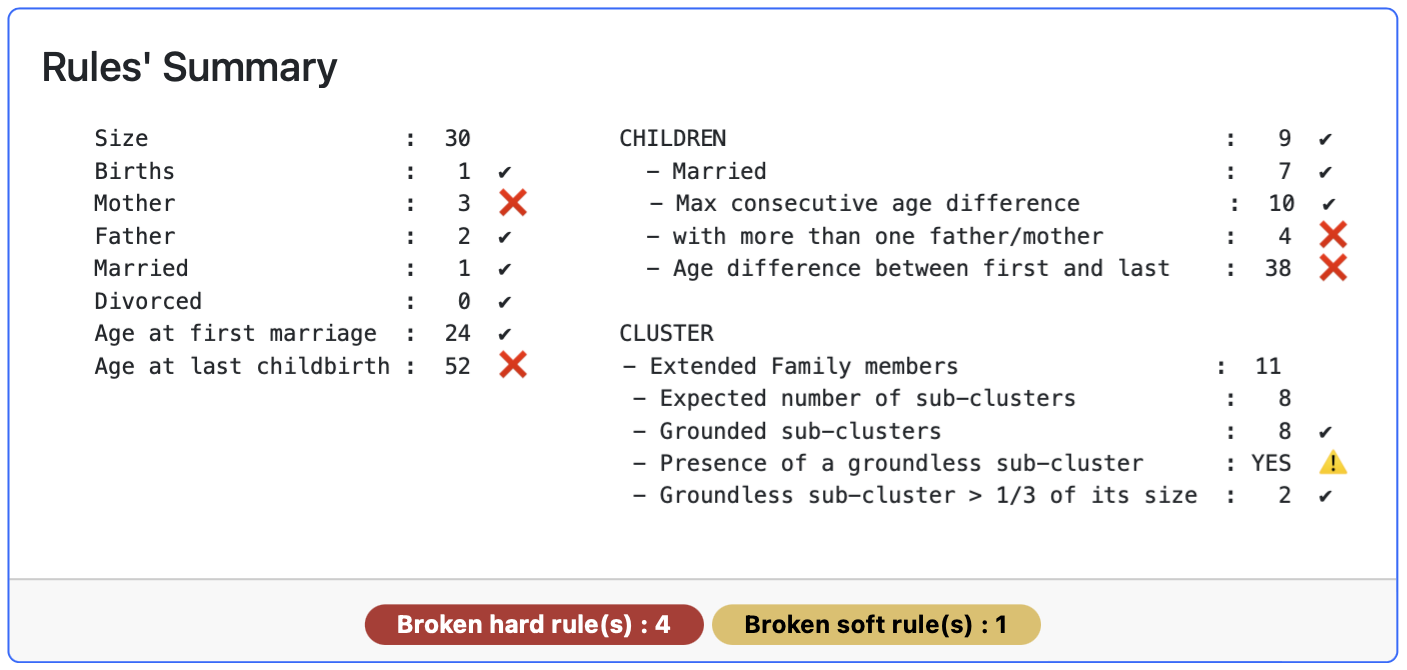 Rules' Summary
Size : 30
Births : 1 ✔
Mother : 3 ❌
Father : 2 ✔
Married : 1 ✔
Divorced : 0 ✔
Age at first marriage : 24 ✔
Age at last childbirth : 52 ❌
CHILDREN : 9 ✔
– Married : 7 ✔
– Max consecutive age difference : 10 ✔
– with more than one father/mother : 4 ❌
– Age difference between first and last : 38 ❌
CLUSTER
– Extended Family members : 11
– Expected number of sub–clusters : 8
– Grounded sub–clusters : 8 ✔
– Presence of a groundless sub–cluster : YES ⚠️
– Groundless sub–cluster > 1/3 of its size : 2 ✔
Broken hard rule(s) : 4
Broken soft rule(s) : 1